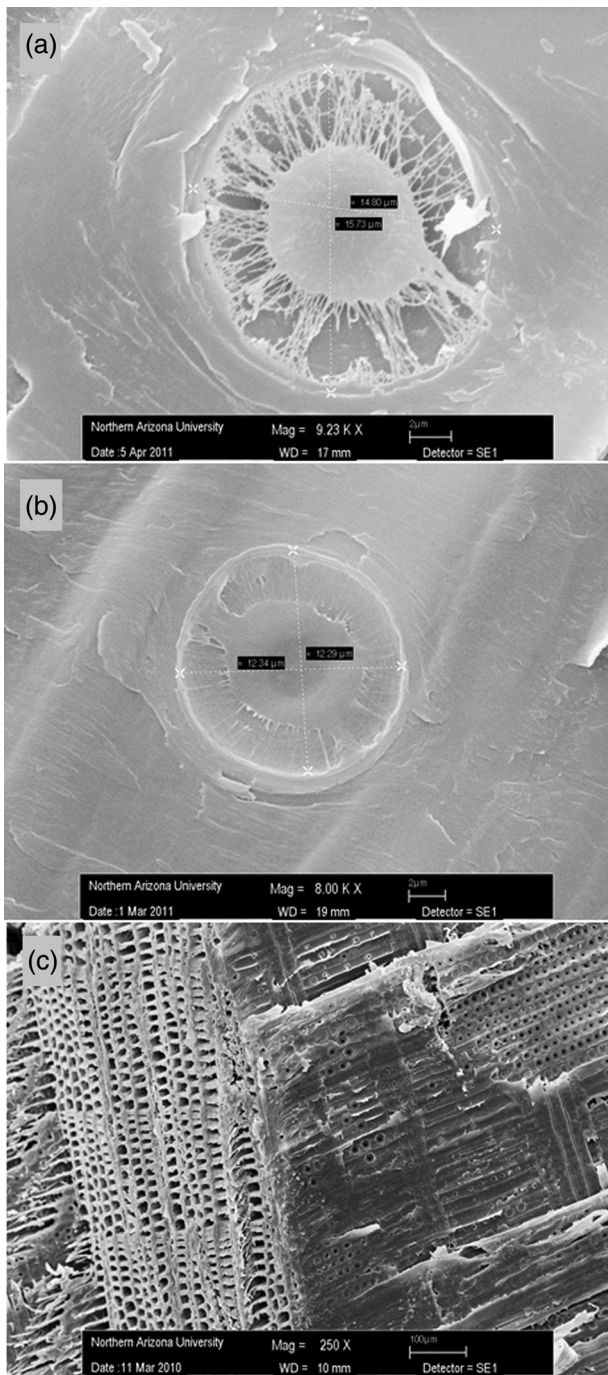 (a)
= 14.80 µm
= 15.73 µm
Northern Arizona University Mag = 9.23 K X 2µm
Date :5 Apr 2011 WD = 17 mm Detector = SE1
(b)
= 12.34 µm = 12.29 µm
Northern Arizona University Mag = 8.00 K X 2µm
Date :1 Mar 2011 WD = 19 mm Detector = SE1
(c)
Northern Arizona University Mag = 250 X 100µm
Date :11 Mar 2010 WD = 10 mm Detector = SE1